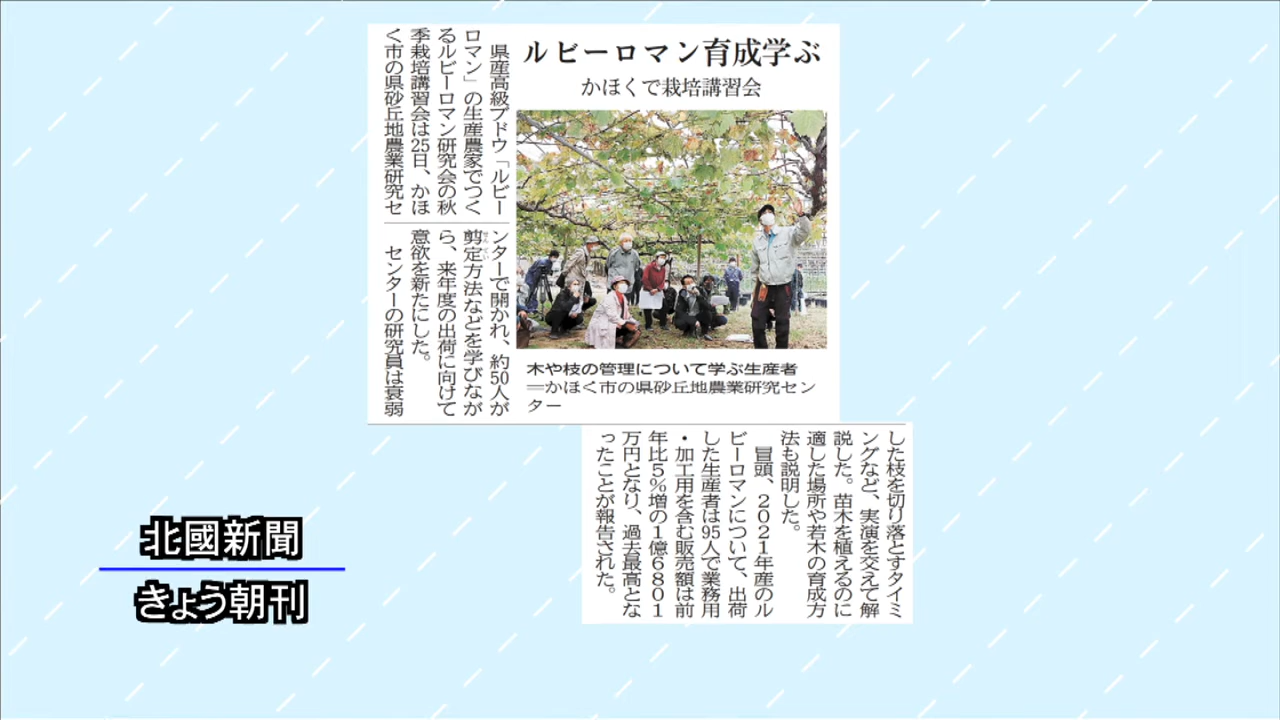 ルビーロマン育成学ぶ
かほくで栽培講習会
県産高級ブドウ「ルビー
ロマン」の生産農家でつく
るルビーロマン研究会の秋
季栽培講習会は25日、かほ
く市の県砂丘地農業研究セ
ンターで開かれ、約50人が
剪定方法などを学びなが
せんてい
ら、来年度の出荷に向けて
意欲を新たにした。
センターの研究員は衰弱
木や枝の管理について学ぶ生産者
＝かほく市の県砂丘地農業研究セン
ター
した枝を切り落とすタイミ
ングなど、実演を交えて解
説した。苗木を植えるのに
適した場所や若木の育成方
法も説明した。
冒頭、2021年産のル
ビーロマンについて、出荷
した生産者は95人で業務用
・加工用を含む販売額は前
年比5％増の1億6801
万円となり、過去最高とな
ったことが報告された。
北國新聞
きょう朝刊